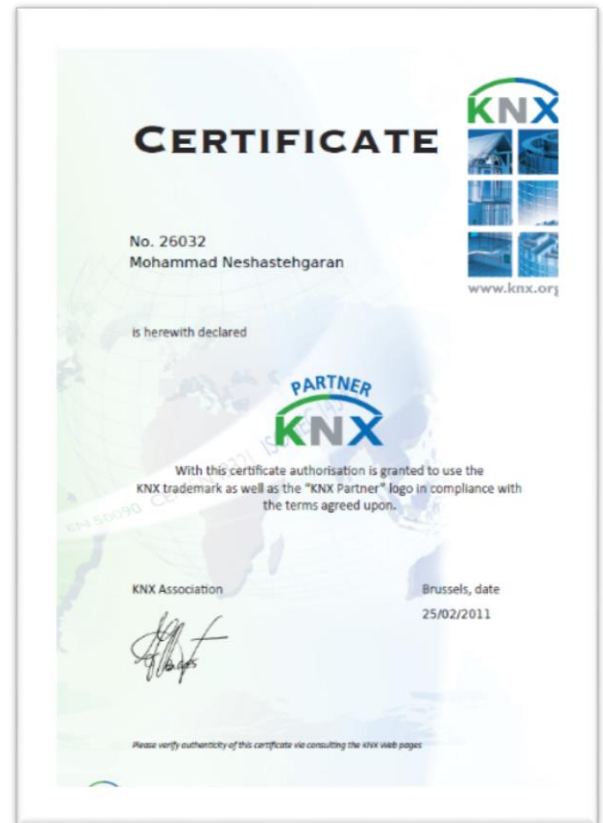 KNX
CERTIFICATE
www.knx.org
No. 26032
Mohammad Neshastehgaran
is herewith declared
PARTNER
KNX
With this certificate authorisation is granted to use the
KNX trademark as well as the “KNX Partner” logo in compliance with
the terms agreed upon.
EN 50090
KNX Association
Brussels, date
25/02/2011
Please verify authenticity of this certificate via consulting the KNX Web pages